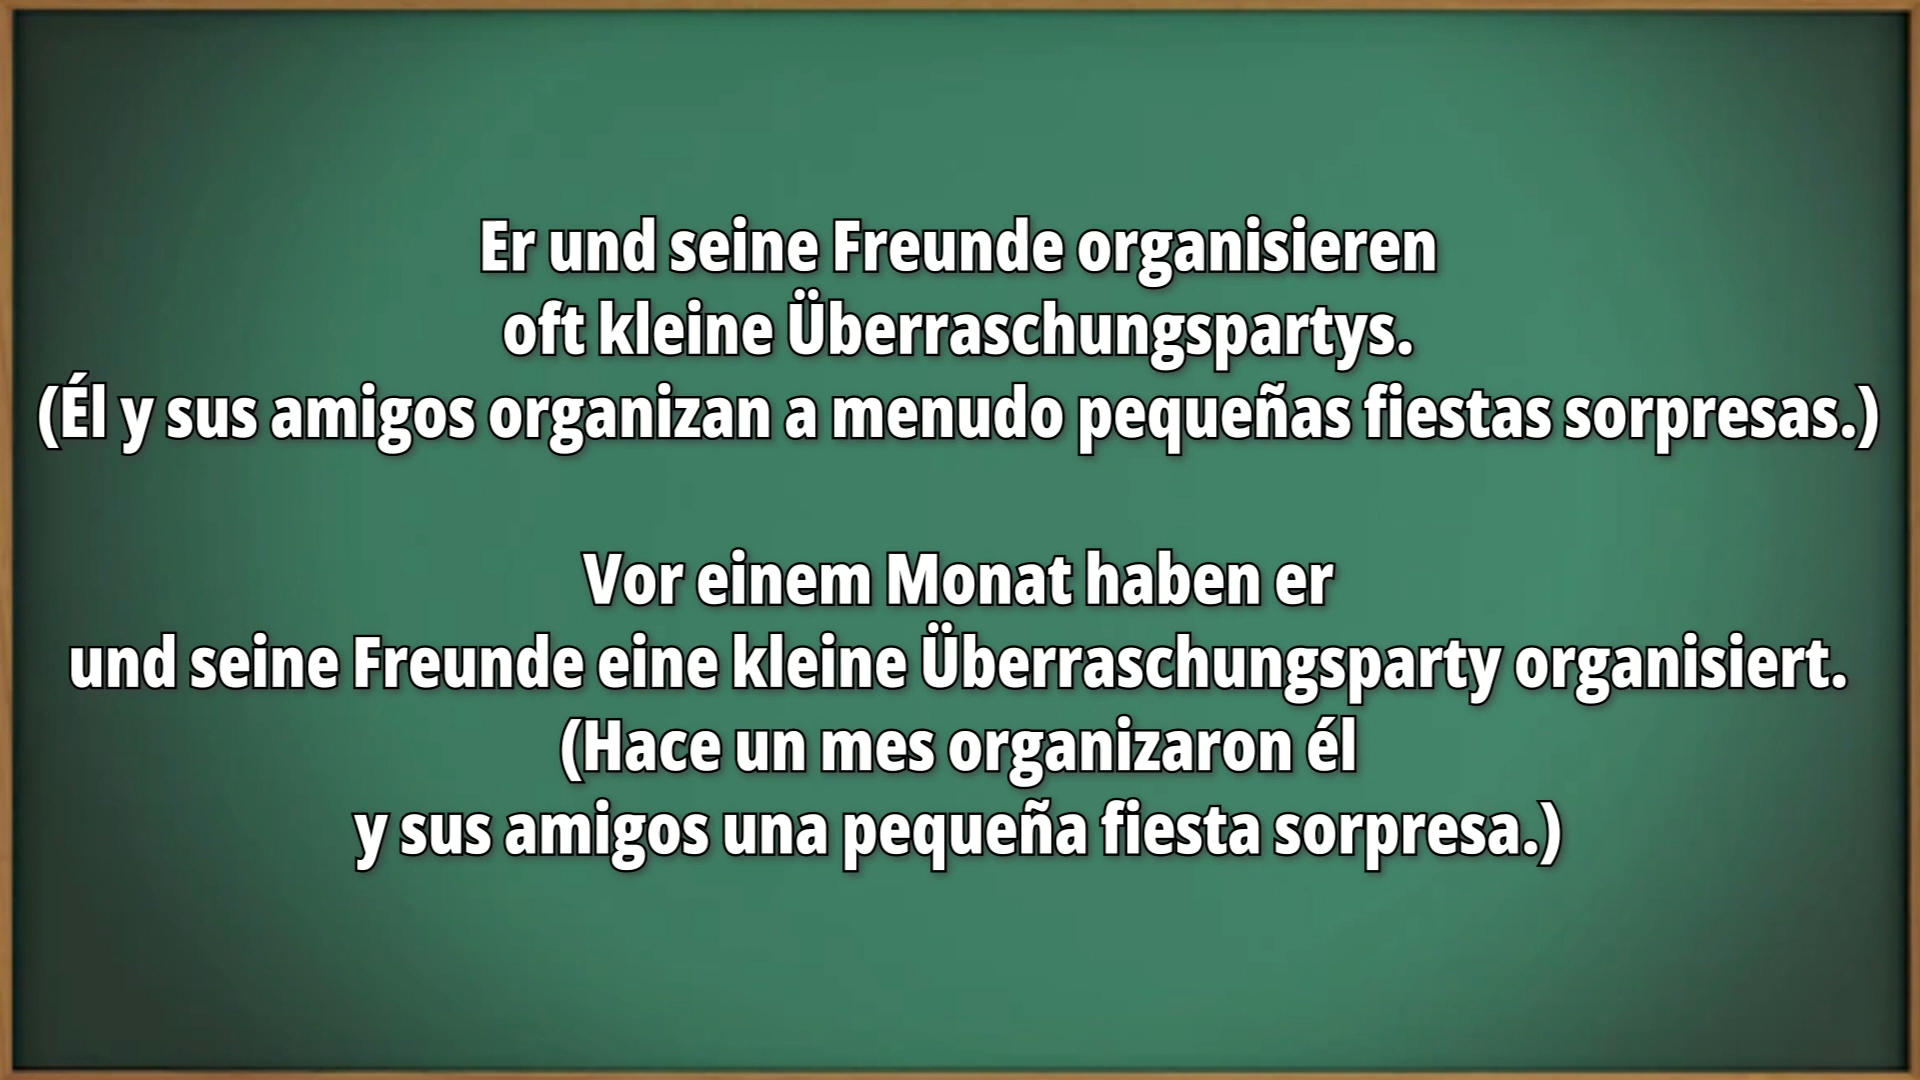 Er und seine Freunde organisieren
oft kleine Überraschungspartys.
(Él y sus amigos organizan a menudo pequeñas fiestas sorpresas.)
Vor einem Monat haben er
und seine Freunde eine kleine Überraschungsparty organisiert.
(Hace un mes organizaron él
y sus amigos una pequeña fiesta sorpresa.)